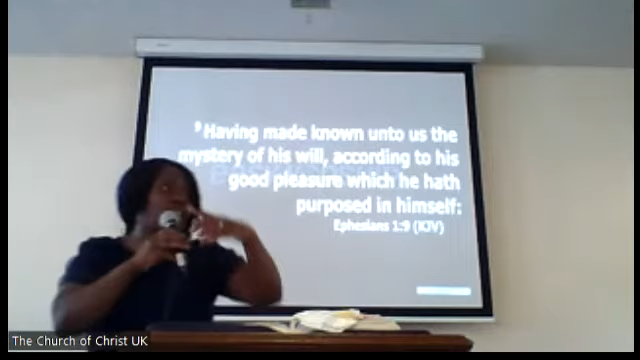 ⁹ Having made known unto us the
mystery of his will, according to his
good pleasure which he hath
purposed in himself:
Ephesians 1:9 (KJV)
The Church of Christ UK